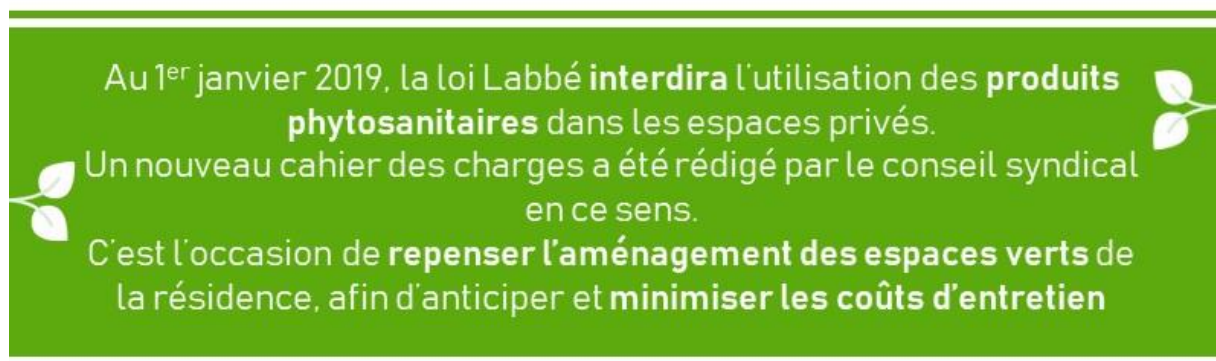 Au 1er janvier 2019, la loi Labbé interdira l'utilisation des produits
phytosanitaires dans les espaces privés.
Un nouveau cahier des charges a été rédigé par le conseil syndical
en ce sens.
C'est l'occasion de repenser l'aménagement des espaces verts de
la résidence, afin d'anticiper et minimiser les coûts d'entretien